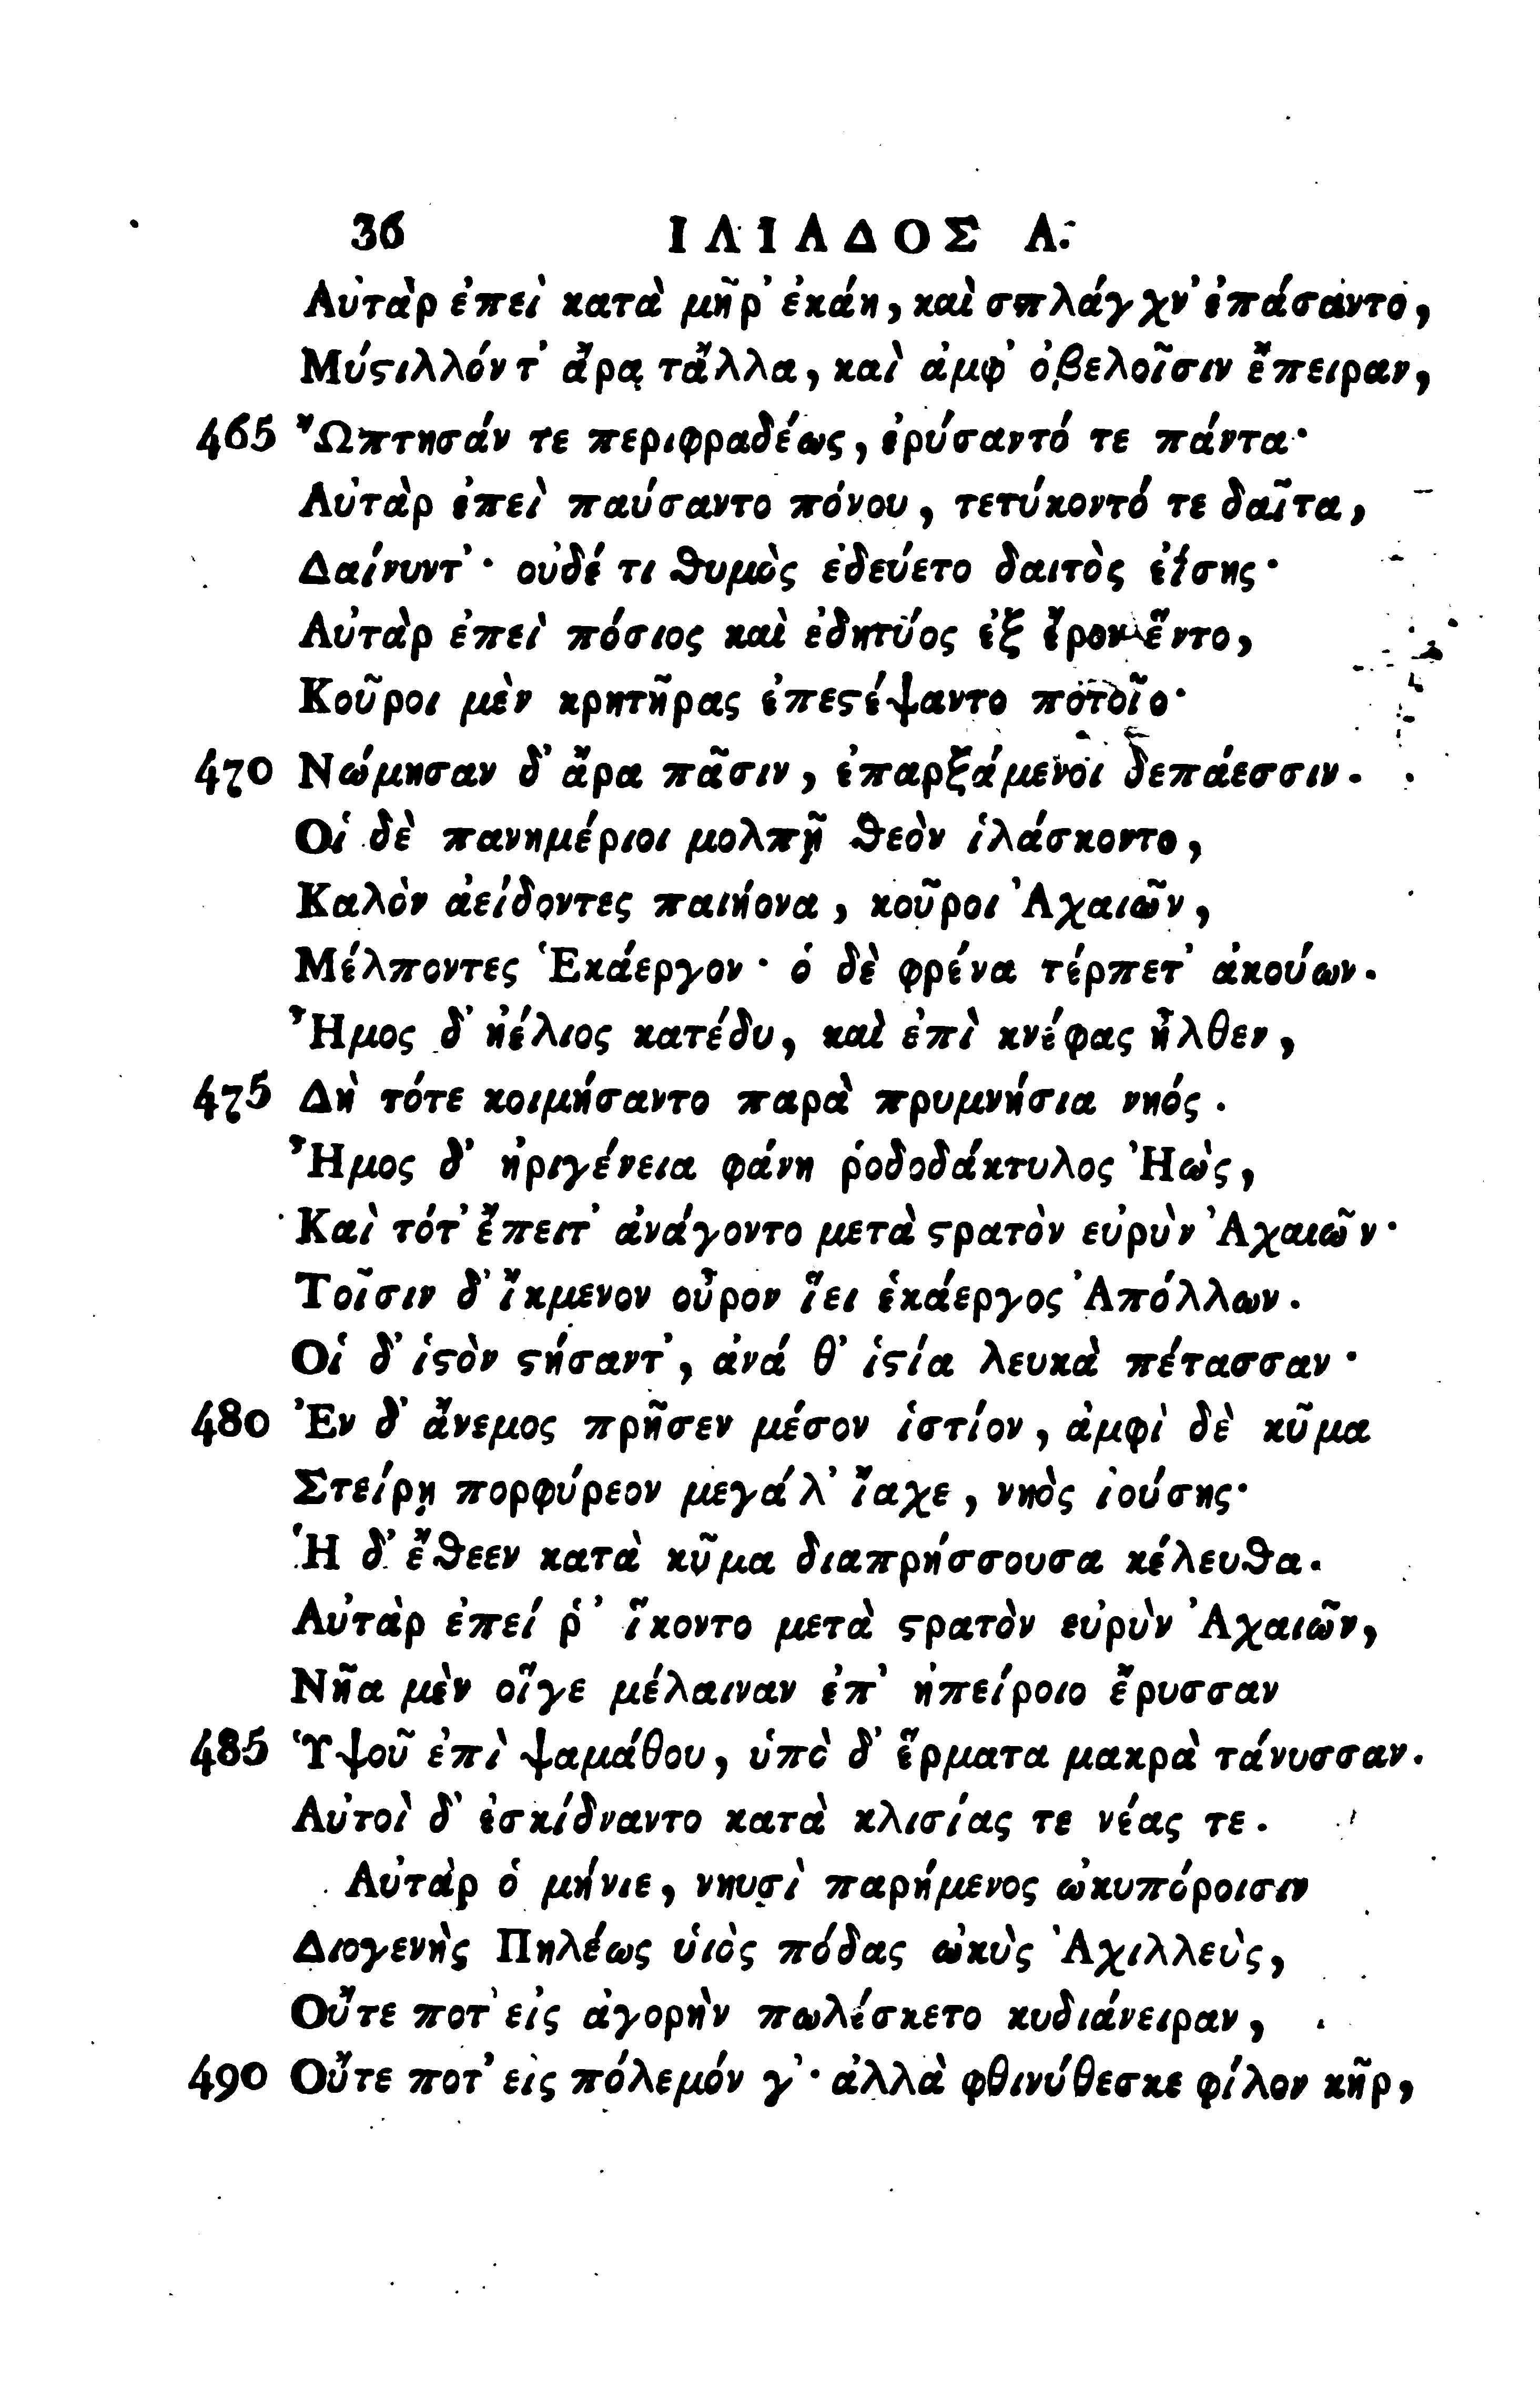 36 ΙΛΙΑΔΟΣ Α.
Αὐτὰρ ἐπεὶ κατὰ μῆρ᾽ ἐκάη, καὶ σπλάγχν᾽ ἐπάσαντο,
Μύϛιλλόν τ᾽ ἄρα τἄλλα, καὶ ἀμφ᾽ ὀβελοῖσιν ἔπειραν,
465 Ὤπτησάν τε περιφραδέως, ἐρύσαντό τε πάντα·
Αὐτὰρ ἐπεὶ παύσαντο πόνου, τετύκοντό τε δαῖτα,
Δαίνυντ᾽· οὐδέ τι ϑυμὸς ἐδεύετο δαιτὸς ἐΐσης·
Αὐτὰρ ἐπεὶ πόσιος καὶ ἐδητύος ἐξ ἔρον ἕντο,
Κοῦροι μὲν κρητῆρας ἐπεϛέψαντο ποτοῖο·
470 Νώμησαν δ᾽ ἄρα πᾶσιν, ἐπαρξάμενοι δεπάεσσιν.
Οἱ δὲ πανημέριοι μολπῇ ϑεὸν ἱλάσκοντο,
Καλὸν ἀείδοντες παιήονα, κοῦροι Ἀχαιῶν,
Μέλποντες Ἑκάεργον· ὁ δὲ φρένα τέρπετ᾽ ἀκούων.
Ἦμος δ᾽ ἠέλιος κατέδυ, καὶ ἐπὶ κνέφας ἦλθεν,
475 Δὴ τότε κοιμήσαντο παρὰ πρυμνήσια νηός.
Ἦμος δ᾽ ἠριγένεια φάνη ῥοδοδάκτυλος Ἠὼς,
Καὶ τότ᾽ ἔπειτ᾽ ἀνάγοντο μετὰ ϛρατὸν εὐρὺν Ἀχαιῶν·
Τοῖσιν δ᾽ ἴκμενον οὖρον ἵει ἑκάεργος Ἀπόλλων.
Οἱ δ᾽ ἱϛὸν ϛήσαντ᾽, ἀνά θ᾽ ἱϛία λευκὰ πέτασσαν·
480 Ἐν δ᾽ ἄνεμος πρῆσεν μέσον ἱστίον, ἀμφὶ δὲ κῦμα
Στείρῃ πορφύρεον μεγάλ᾽ ἴαχε, νηὸς ἰούσης·
Ἡ δ᾽ ἔϑεεν κατὰ κῦμα διαπρήσσουσα κέλευϑα.
Αὐτὰρ ἐπεί ῥ᾽ ἵκοντο μετὰ ϛρατὸν εὐρὺν Ἀχαιῶν,
Νῆα μὲν οἵγε μέλαιναν ἐπ᾽ ἠπείροιο ἔρυσσαν
485 Ὑψοῦ ἐπὶ ψαμάθου, ὑπὸ δ᾽ ἕρματα μακρὰ τάνυσσαν.
Αὐτοὶ δ᾽ ἐσκίδναντο κατὰ κλισίας τε νέας τε.
Αὐτὰρ ὁ μήνιε, νηυσὶ παρήμενος ὠκυπόροισιν
Διογενὴς Πηλέως υἱὸς πόδας ὠκὺς Ἀχιλλεὺς,
Οὔτε ποτ᾽ εἰς ἀγορὴν πωλέσκετο κυδιάνειραν,
490 Οὔτε ποτ᾽ εἰς πόλεμόν γ᾽· ἀλλὰ φθινύθεσκε φίλον κῆρ,